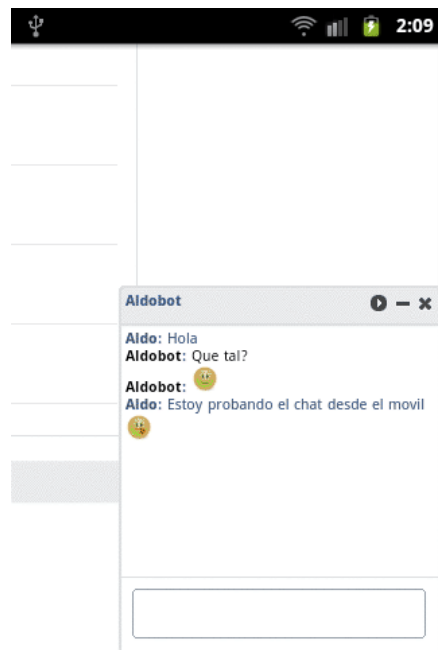 2:09
Aldobot
Aldo: Hola
Aldobot: Que tal?
Aldobot:
Aldo: Estoy probando el chat desde el movil